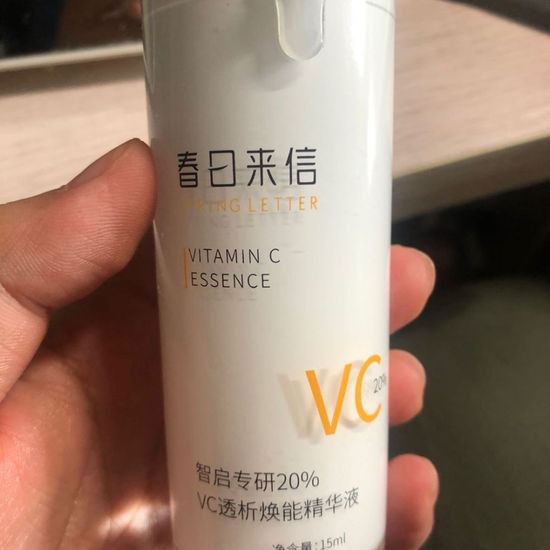 春日来信
SPRING LETTER
VITAMIN C
ESSENCE
VC 20%
智启专研20%
VC透析焕能精华液
净含量:15ml